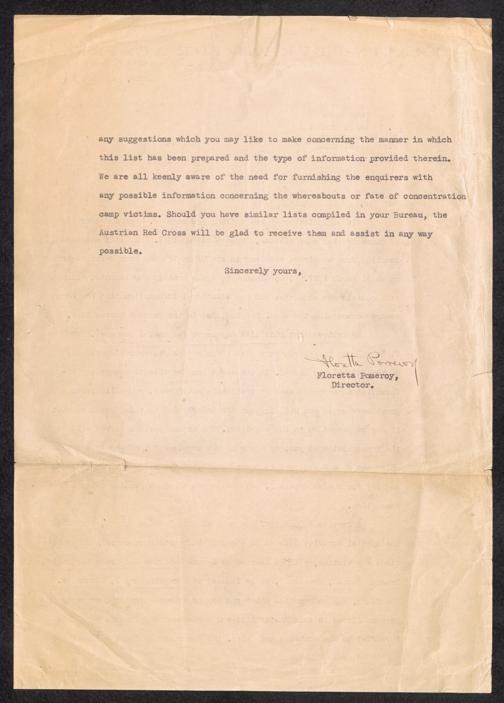 any suggestions which you may like to make concerning the manner in which
this list has been prepared and the type of information provided therein.
We are all keenly aware of the need for furnishing the enquirers with
any possible information concerning the whereabouts or fate of concentration
camp victims. Should you have similar lists compiled in your Bureau, the
Austrian Red Cross will be glad to receive them and assist in any way
possible.
Sincerely yours,
Floretta Pomeroy
Floretta Pomeroy,
Director.